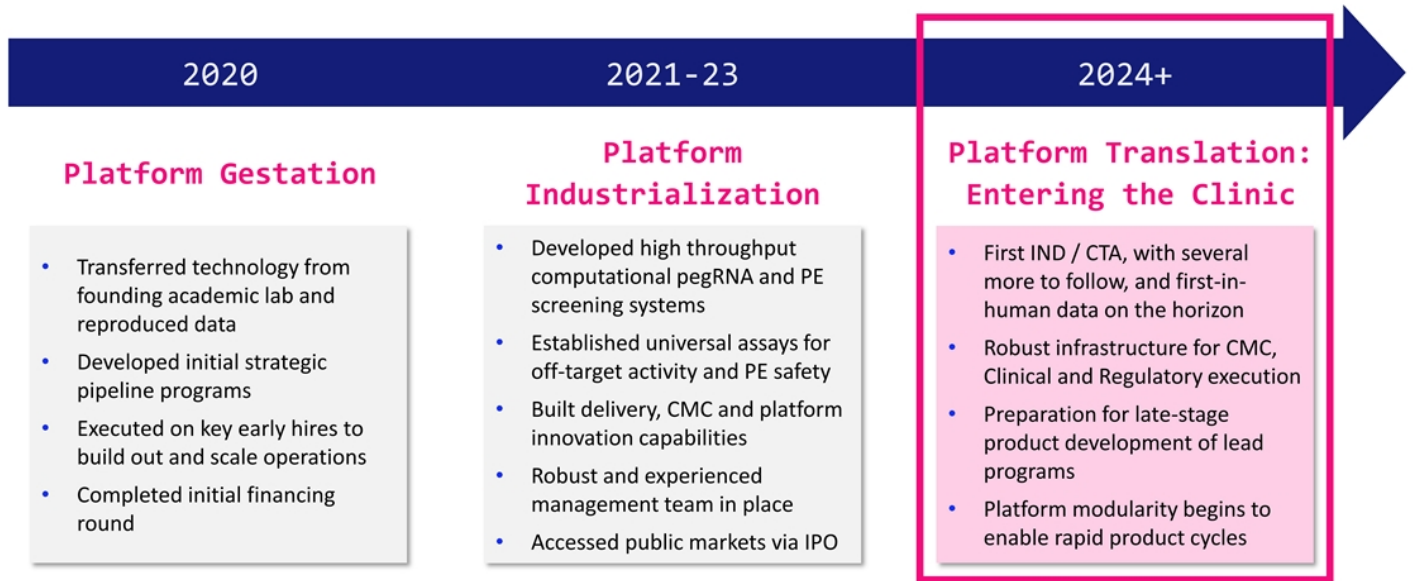 2020
2021-23
2024+
Platform Gestation
• Transferred technology from
founding academic lab and
reproduced data
• Developed initial strategic
pipeline programs
• Executed on key early hires to
build out and scale operations
• Completed initial financing
round
Platform
Industrialization
• Developed high throughput
computational pegRNA and PE
screening systems
• Established universal assays for
off-target activity and PE safety
• Built delivery, CMC and platform
innovation capabilities
• Robust and experienced
management team in place
• Accessed public markets via IPO
Platform Translation:
Entering the Clinic
• First IND / CTA, with several
more to follow, and first-in-
human data on the horizon
• Robust infrastructure for CMC,
Clinical and Regulatory execution
• Preparation for late-stage
product development of lead
programs
• Platform modularity begins to
enable rapid product cycles